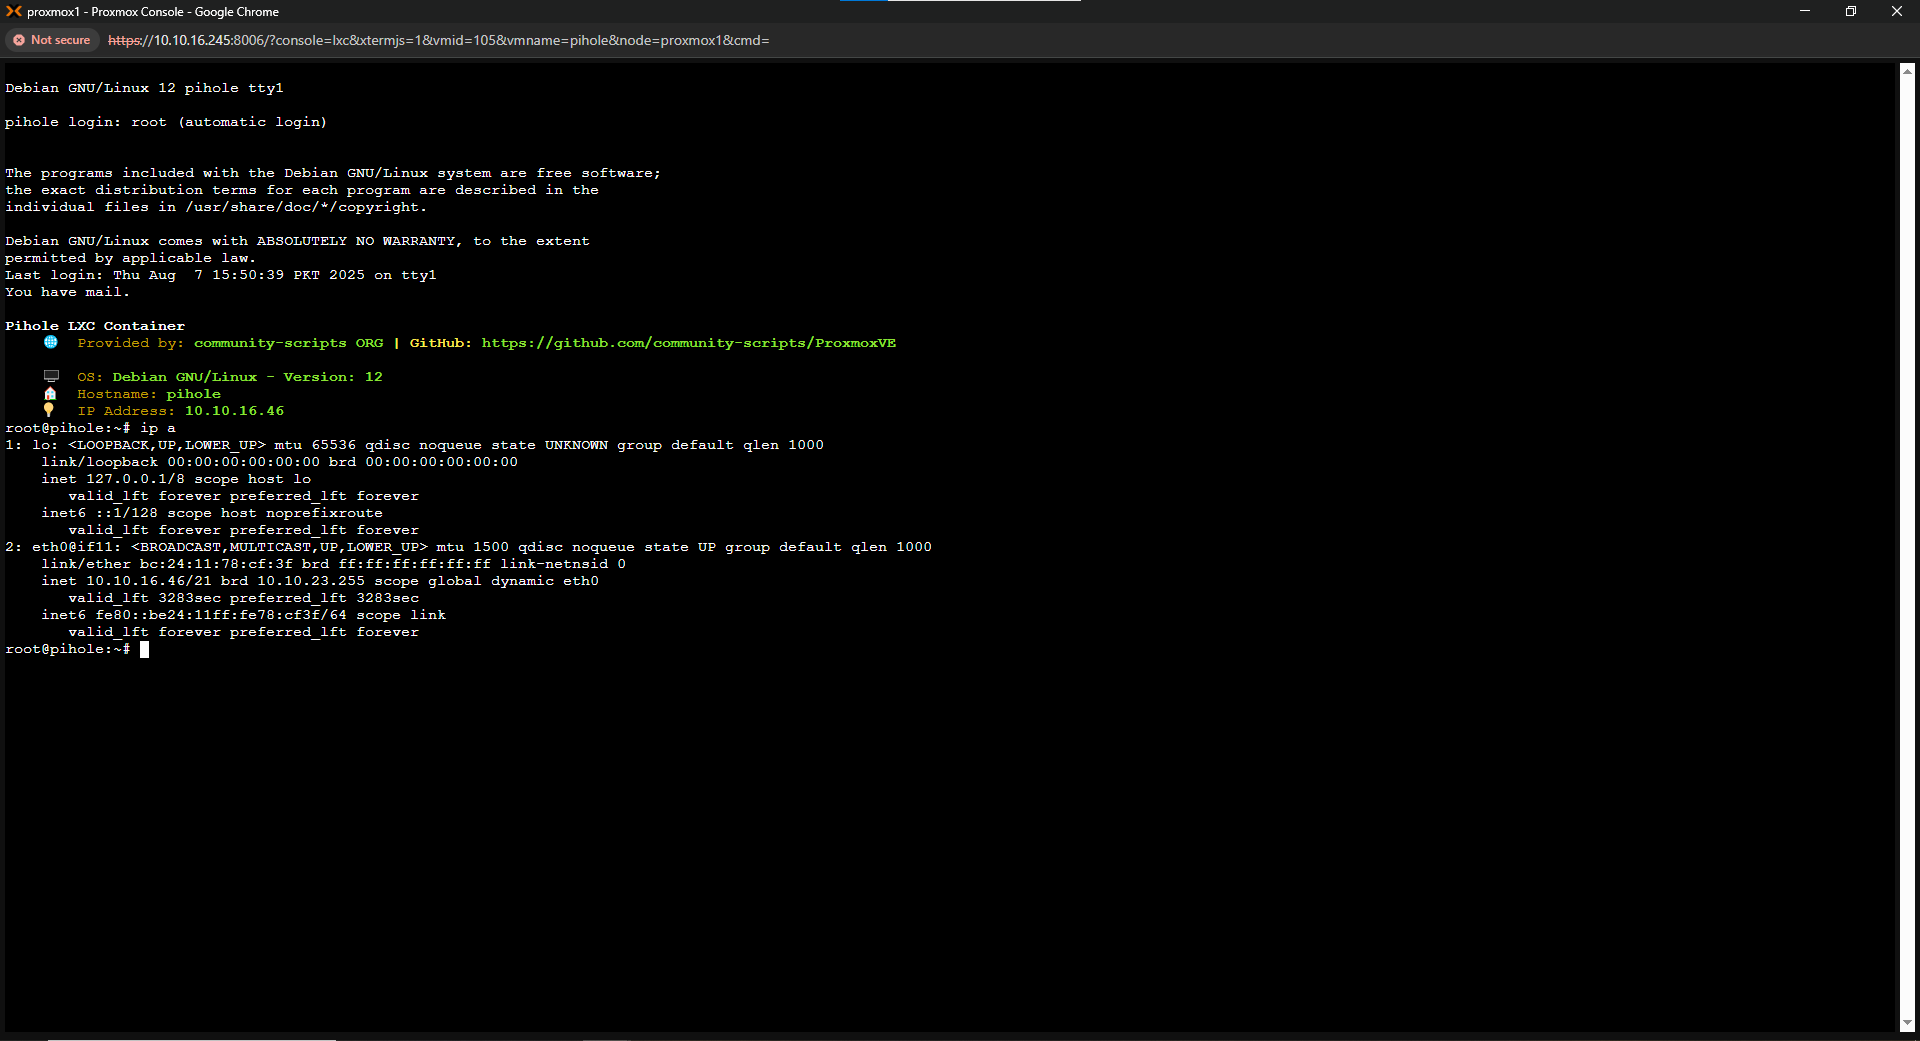 proxmox1 - Proxmox Console - Google Chrome
Not secure https://10.10.16.245:8006/?console=lxc&xtermjs=1&vmid=105&vmname=pihole&node=proxmox1&cmd=
Debian GNU/Linux 12 pihole tty1
pihole login: root (automatic login)
The programs included with the Debian GNU/Linux system are free software;
the exact distribution terms for each program are described in the
individual files in /usr/share/doc/*/copyright.
Debian GNU/Linux comes with ABSOLUTELY NO WARRANTY, to the extent
permitted by applicable law.
Last login: Thu Aug  7 15:50:39 PKT 2025 on tty1
You have mail.
Pihole LXC Container
Provided by: community-scripts ORG | GitHub: https://github.com/community-scripts/ProxmoxVE
OS: Debian GNU/Linux - Version: 12
Hostname: pihole
IP Address: 10.10.16.46
root@pihole:~# ip a
1: lo: <LOOPBACK,UP,LOWER_UP> mtu 65536 qdisc noqueue state UNKNOWN group default qlen 1000
link/loopback 00:00:00:00:00:00 brd 00:00:00:00:00:00
inet 127.0.0.1/8 scope host lo
valid_lft forever preferred_lft forever
inet6 ::1/128 scope host noprefixroute
valid_lft forever preferred_lft forever
2: eth0@if11: <BROADCAST,MULTICAST,UP,LOWER_UP> mtu 1500 qdisc noqueue state UP group default qlen 1000
link/ether bc:24:11:78:cf:3f brd ff:ff:ff:ff:ff:ff link-netnsid 0
inet 10.10.16.46/21 brd 10.10.23.255 scope global dynamic eth0
valid_lft 3283sec preferred_lft 3283sec
inet6 fe80::be24:11ff:fe78:cf3f/64 scope link
valid_lft forever preferred_lft forever
root@pihole:~#